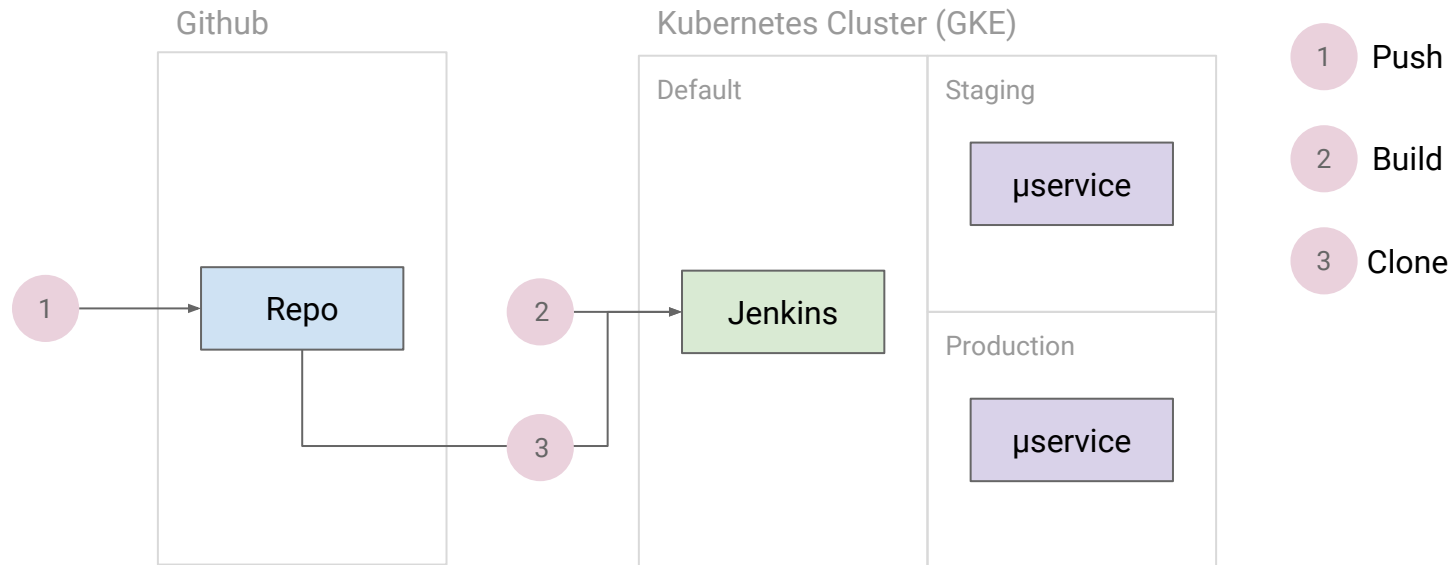 Github
Kubernetes Cluster (GKE)
Default
Staging
µservice
Production
µservice
1
Repo
2
Jenkins
3
1 Push
2 Build
3 Clone